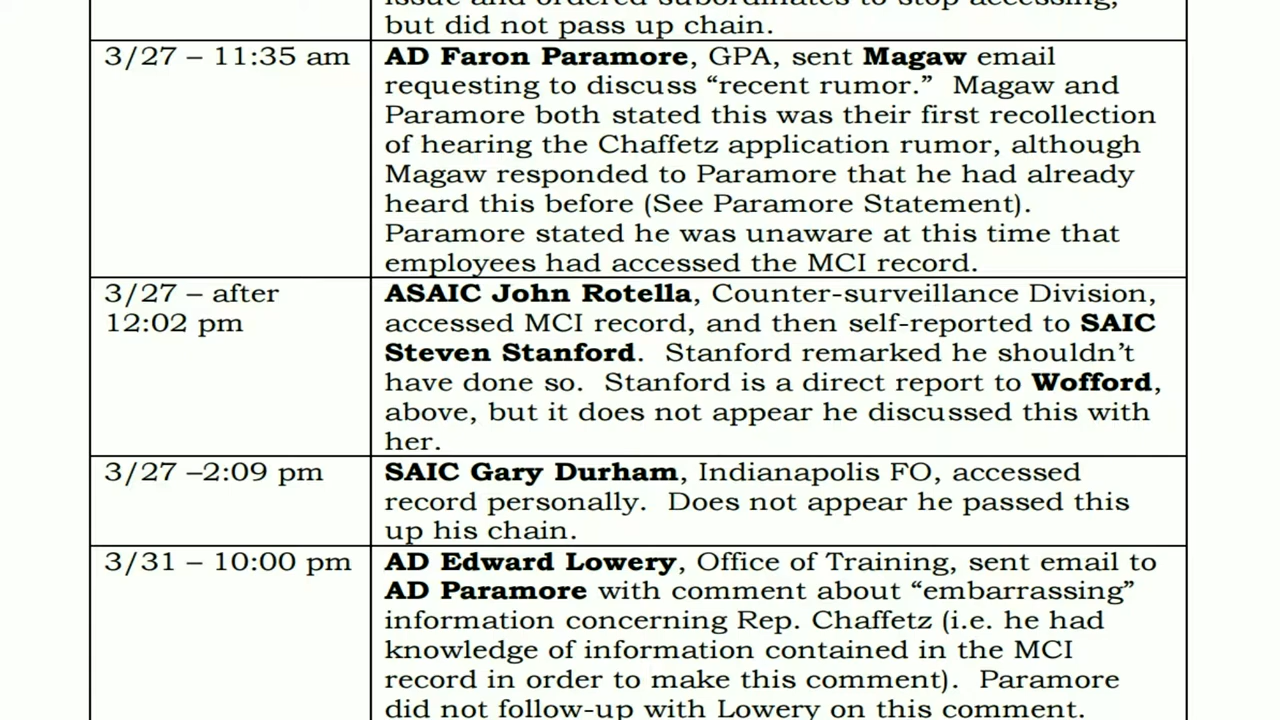 issue and ordered subordinates to stop accessing,
but did not pass up chain.
3/27 – 11:35 am
AD Faron Paramore, GPA, sent Magaw email
requesting to discuss “recent rumor.”  Magaw and
Paramore both stated this was their first recollection
of hearing the Chaffetz application rumor, although
Magaw responded to Paramore that he had already
heard this before (See Paramore Statement).
Paramore stated he was unaware at this time that
employees had accessed the MCI record.
3/27 – after
12:02 pm
ASAIC John Rotella, Counter-surveillance Division,
accessed MCI record, and then self-reported to SAIC
Steven Stanford.  Stanford remarked he shouldn’t
have done so.  Stanford is a direct report to Wofford,
above, but it does not appear he discussed this with
her.
3/27 –2:09 pm
SAIC Gary Durham, Indianapolis FO, accessed
record personally.  Does not appear he passed this
up his chain.
3/31 – 10:00 pm
AD Edward Lowery, Office of Training, sent email to
AD Paramore with comment about “embarrassing”
information concerning Rep. Chaffetz (i.e. he had
knowledge of information contained in the MCI
record in order to make this comment).  Paramore
did not follow-up with Lowery on this comment.